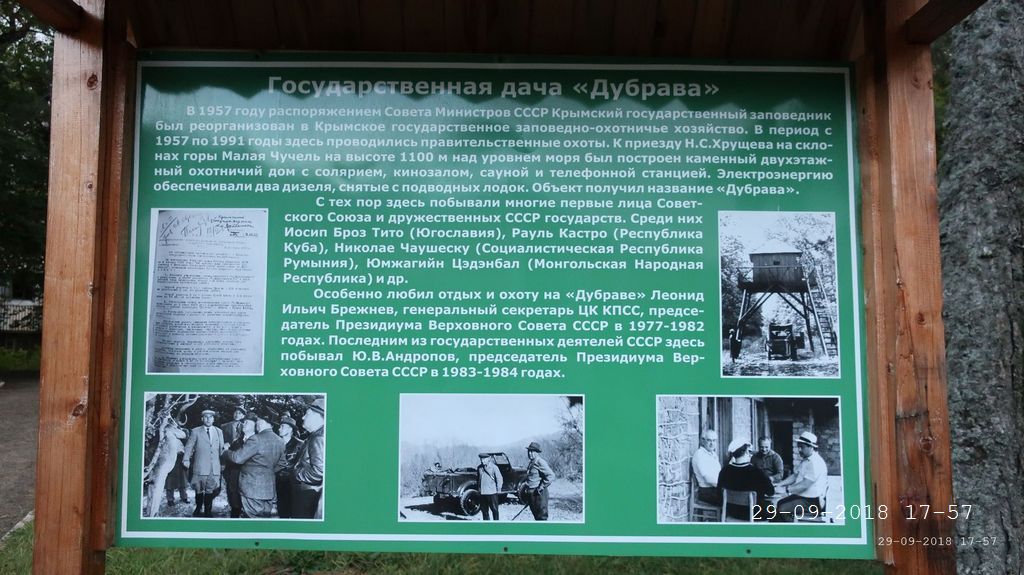 Государственная дача «Дубрава»
В 1957 году распоряжением Совета Министров СССР Крымский государственный заповедник
был реорганизован в Крымское государственное заповедно-охотничье хозяйство. В период с
1957 по 1991 годы здесь проводились правительственные охоты. К приезду Н.С.Хрущева на скло-
нах горы Малая Чучель на высоте 1100 м над уровнем моря был построен каменный двухэтаж-
ный охотничий дом с солярием, кинозалом, сауной и телефонной станцией. Электроэнергию
обеспечивали два дизеля, снятые с подводных лодок. Объект получил название «Дубрава».
С тех пор здесь побывали многие первые лица Совет-
ского Союза и дружественных СССР государств. Среди них
Иосип Броз Тито (Югославия), Рауль Кастро (Республика
Куба), Николае Чаушеску (Социалистическая Республика
Румыния), Юмжагийн Цэдэнбал (Монгольская Народная
Республика) и др.
Особенно любил отдых и охоту на «Дубраве» Леонид
Ильич Брежнев, генеральный секретарь ЦК КПСС, предсе-
датель Президиума Верховного Совета СССР в 1977-1982
годах. Последним из государственных деятелей СССР здесь
побывал Ю.В.Андропов, председатель Президиума Вер-
ховного Совета СССР в 1983-1984 годах.
29-09-2018 17-57
29-09-2018 17-57